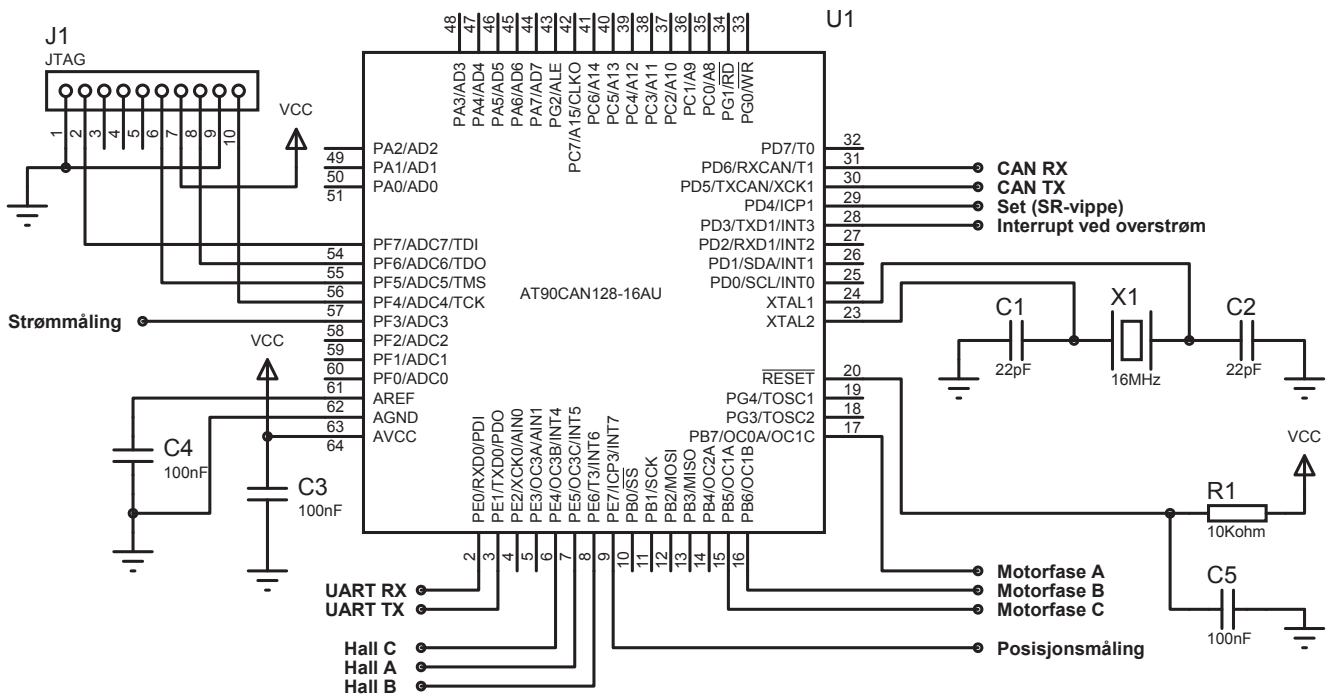 U1
J1
JTAG
1
2
3
4
5
6
7
8
9
10
VCC
48
47
46
45
44
43
42
41
40
39
38
37
36
35
34
33
PA3/AD3
PA4/AD4
PA5/AD5
PA6/AD6
PA7/AD7
PG2/ALE
PC7/A15/CLKO
PC6/A14
PC5/A13
PC4/A12
PC3/A11
PC2/A10
PC1/A9
PC0/A8
PG1/RD
PG0/WR
PA2/AD2
49
PA1/AD1
50
PA0/AD0
51
PF7/ADC7/TDI
54
PF6/ADC6/TDO
55
PF5/ADC5/TMS
56
PF4/ADC4/TCK
57
PF3/ADC3
58
PF2/ADC2
59
PF1/ADC1
60
PF0/ADC0
61
AREF
62
AGND
63
AVCC
64
Strømmåling
VCC
C4
100nF
C3
100nF
AT90CAN128-16AU
PD7/T0
32
PD6/RXCAN/T1
31
CAN RX
PD5/TXCAN/XCK1
30
CAN TX
PD4/ICP1
29
Set (SR-vippe)
PD3/TXD1/INT3
28
Interrupt ved overstrøm
PD2/RXD1/INT2
27
PD1/SDA/INT1
26
PD0/SCL/INT0
25
XTAL1
24
XTAL2
23
C1
22pF
X1
16MHz
C2
22pF
RESET
20
PG4/TOSC1
19
PG3/TOSC2
18
PB7/OC0A/OC1C
17
VCC
R1
10Kohm
C5
100nF
PE0/RXD0/PDI
PE1/TXD0/PDO
PE2/XCK0/AIN0
PE3/OC3A/AIN1
PE4/OC3B/INT4
PE5/OC3C/INT5
PE6/T3/INT6
PE7/ICP3/INT7
PB0/SS
PB1/SCK
PB2/MOSI
PB3/MISO
PB4/OC2A
PB5/OC1A
PB6/OC1B
2
3
4
5
6
7
8
9
10
11
12
13
14
15
16
UART RX
UART TX
Hall C
Hall A
Hall B
Motorfase A
Motorfase B
Motorfase C
Posisjonsmåling